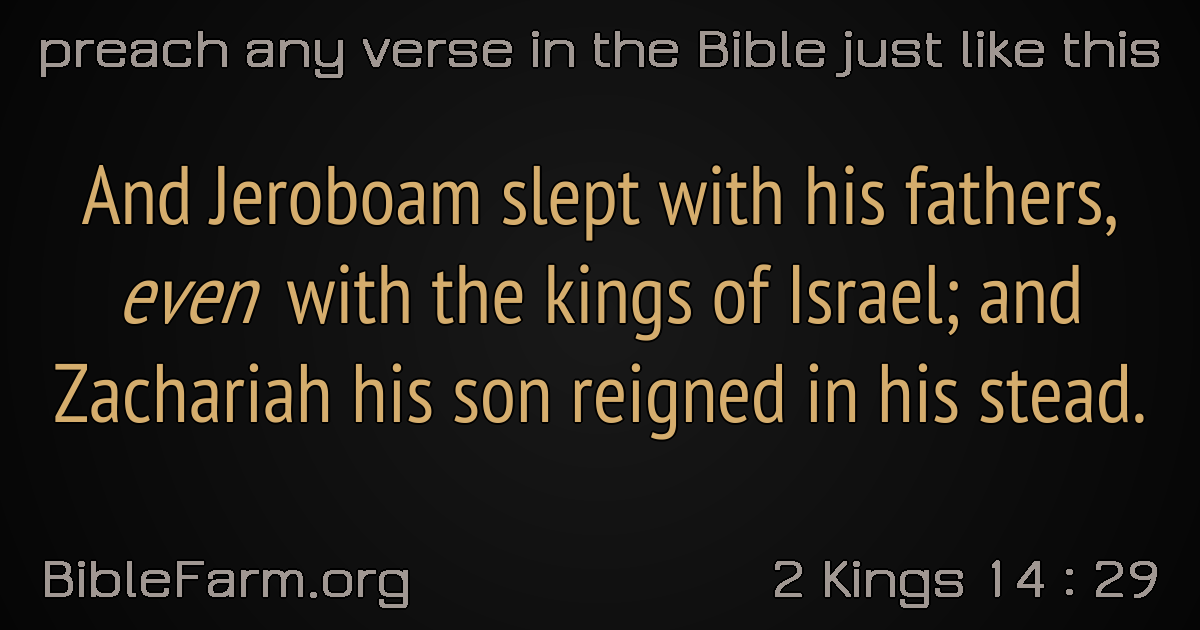 preach any verse in the Bible just like this
And Jeroboam slept with his fathers,
even with the kings of Israel; and
Zachariah his son reigned in his stead.
BibleFarm.org
2 Kings 14 : 29